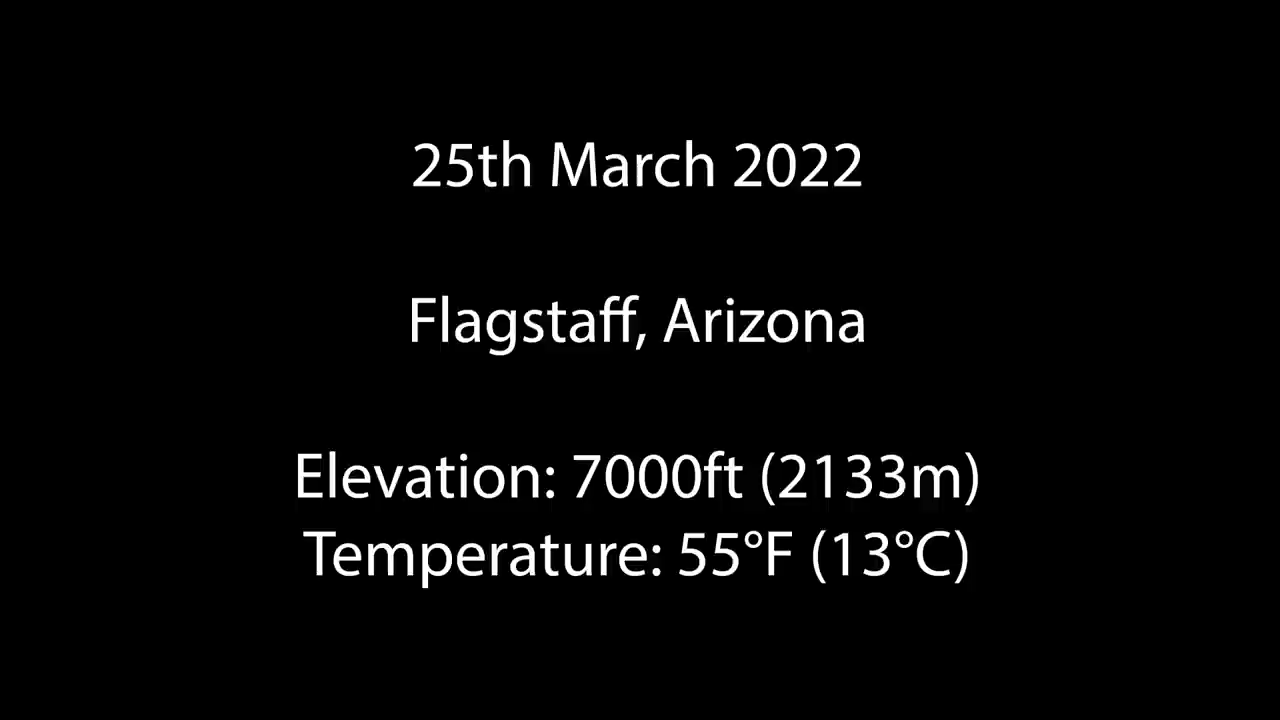 25th March 2022
Flagstaff, Arizona
Elevation: 7000ft (2133m)
Temperature: 55°F (13°C)